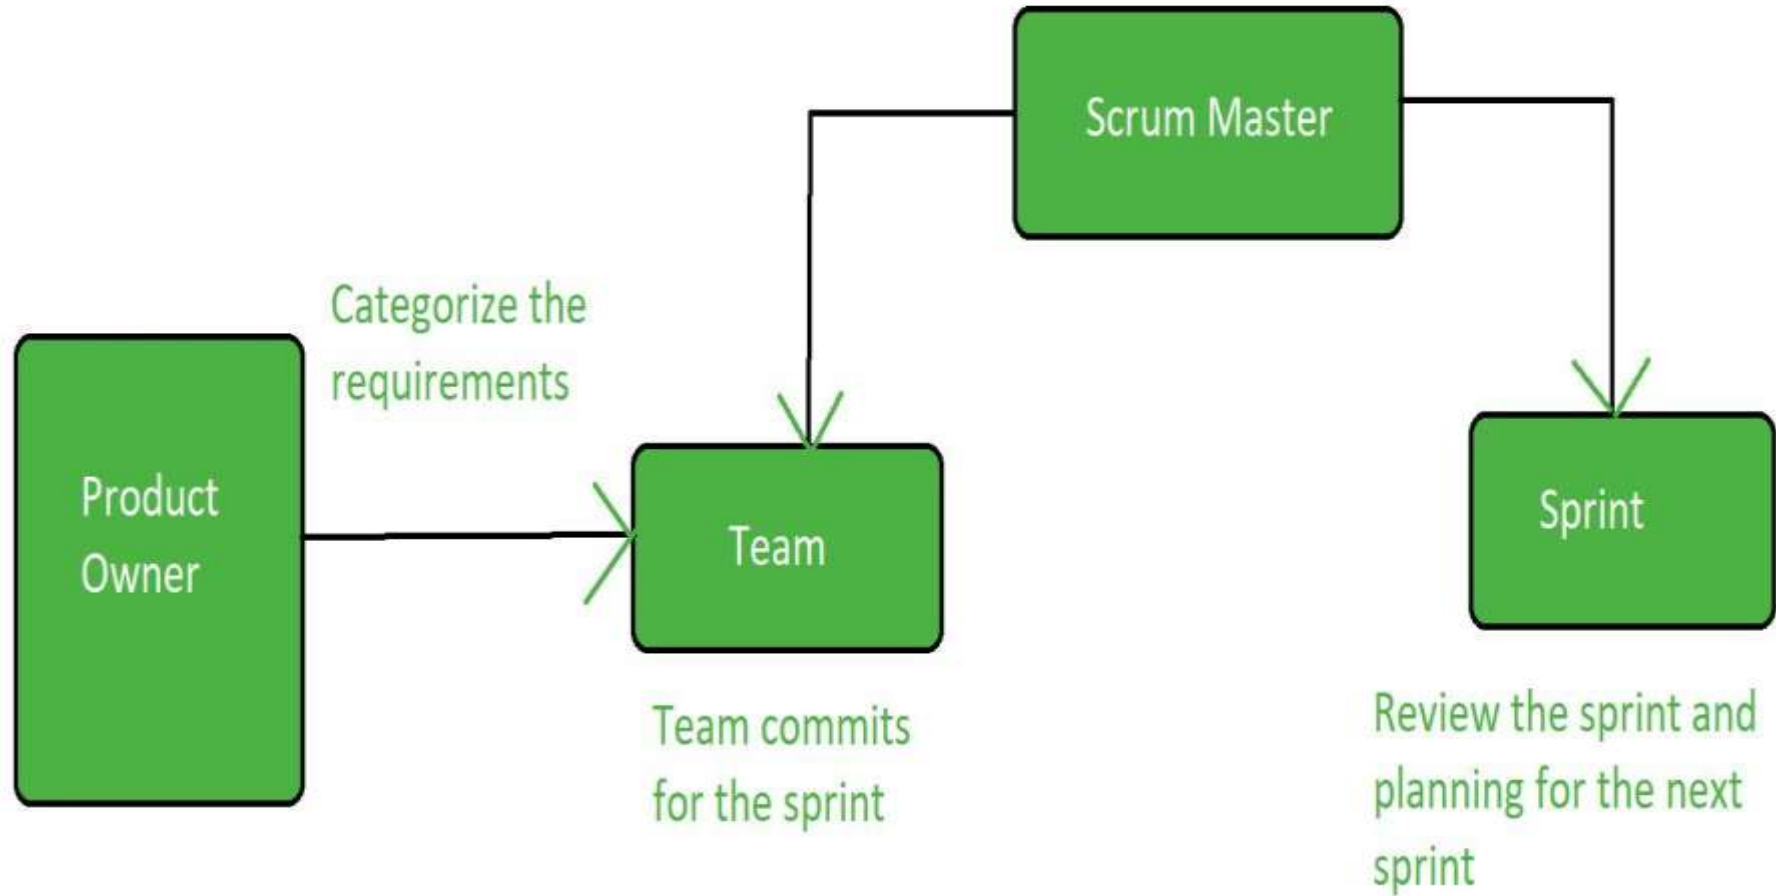 Scrum Master
Categorize the
requirements
Product
Owner
Team
Sprint
Team commits
for the sprint
Review the sprint and
planning for the next
sprint